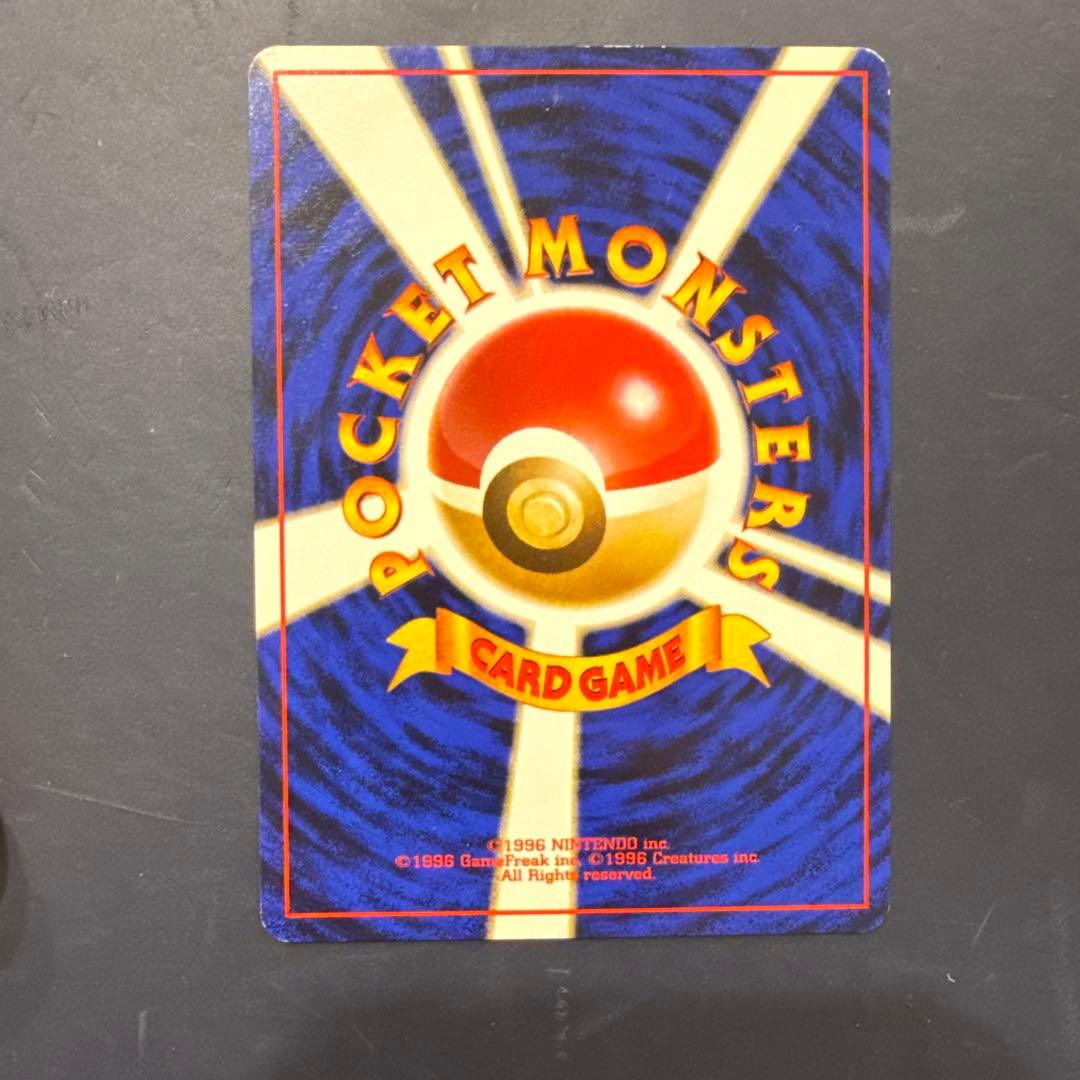 POCKET MONSTERS
CARD GAME
©1996 NINTENDO inc.
©1996 GameFreak inc. ©1996 Creatures inc.
All Rights reserved.